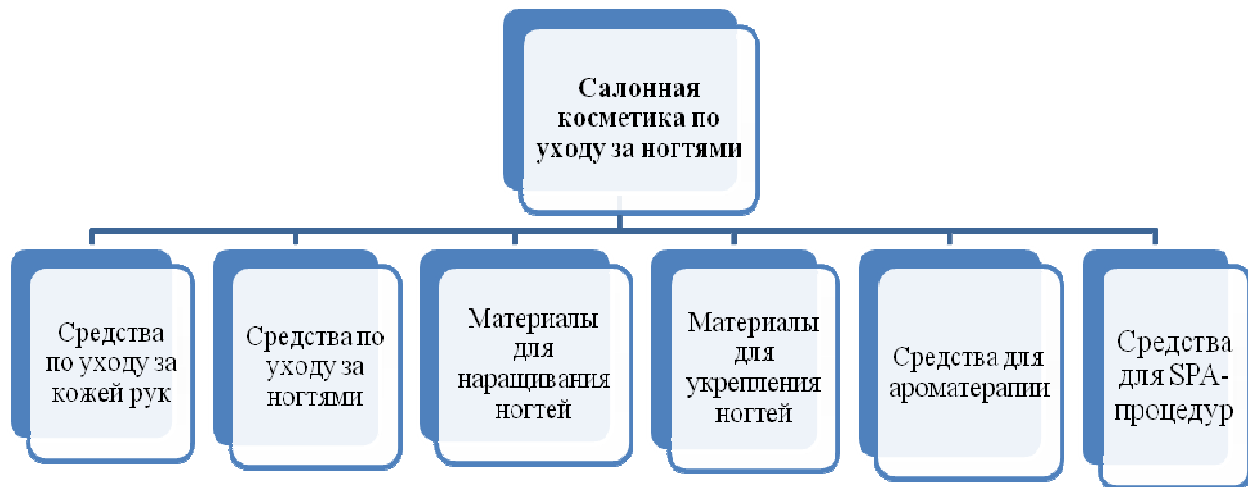 Салонная
косметика по
уходу за ногтями
Средства
по уходу за
кожей рук
Средства по
уходу за
ногтями
Материалы
для
наращивания
ногтей
Материалы
для
укрепления
ногтей
Средства для
ароматерапии
Средства
для SPA-
процедур